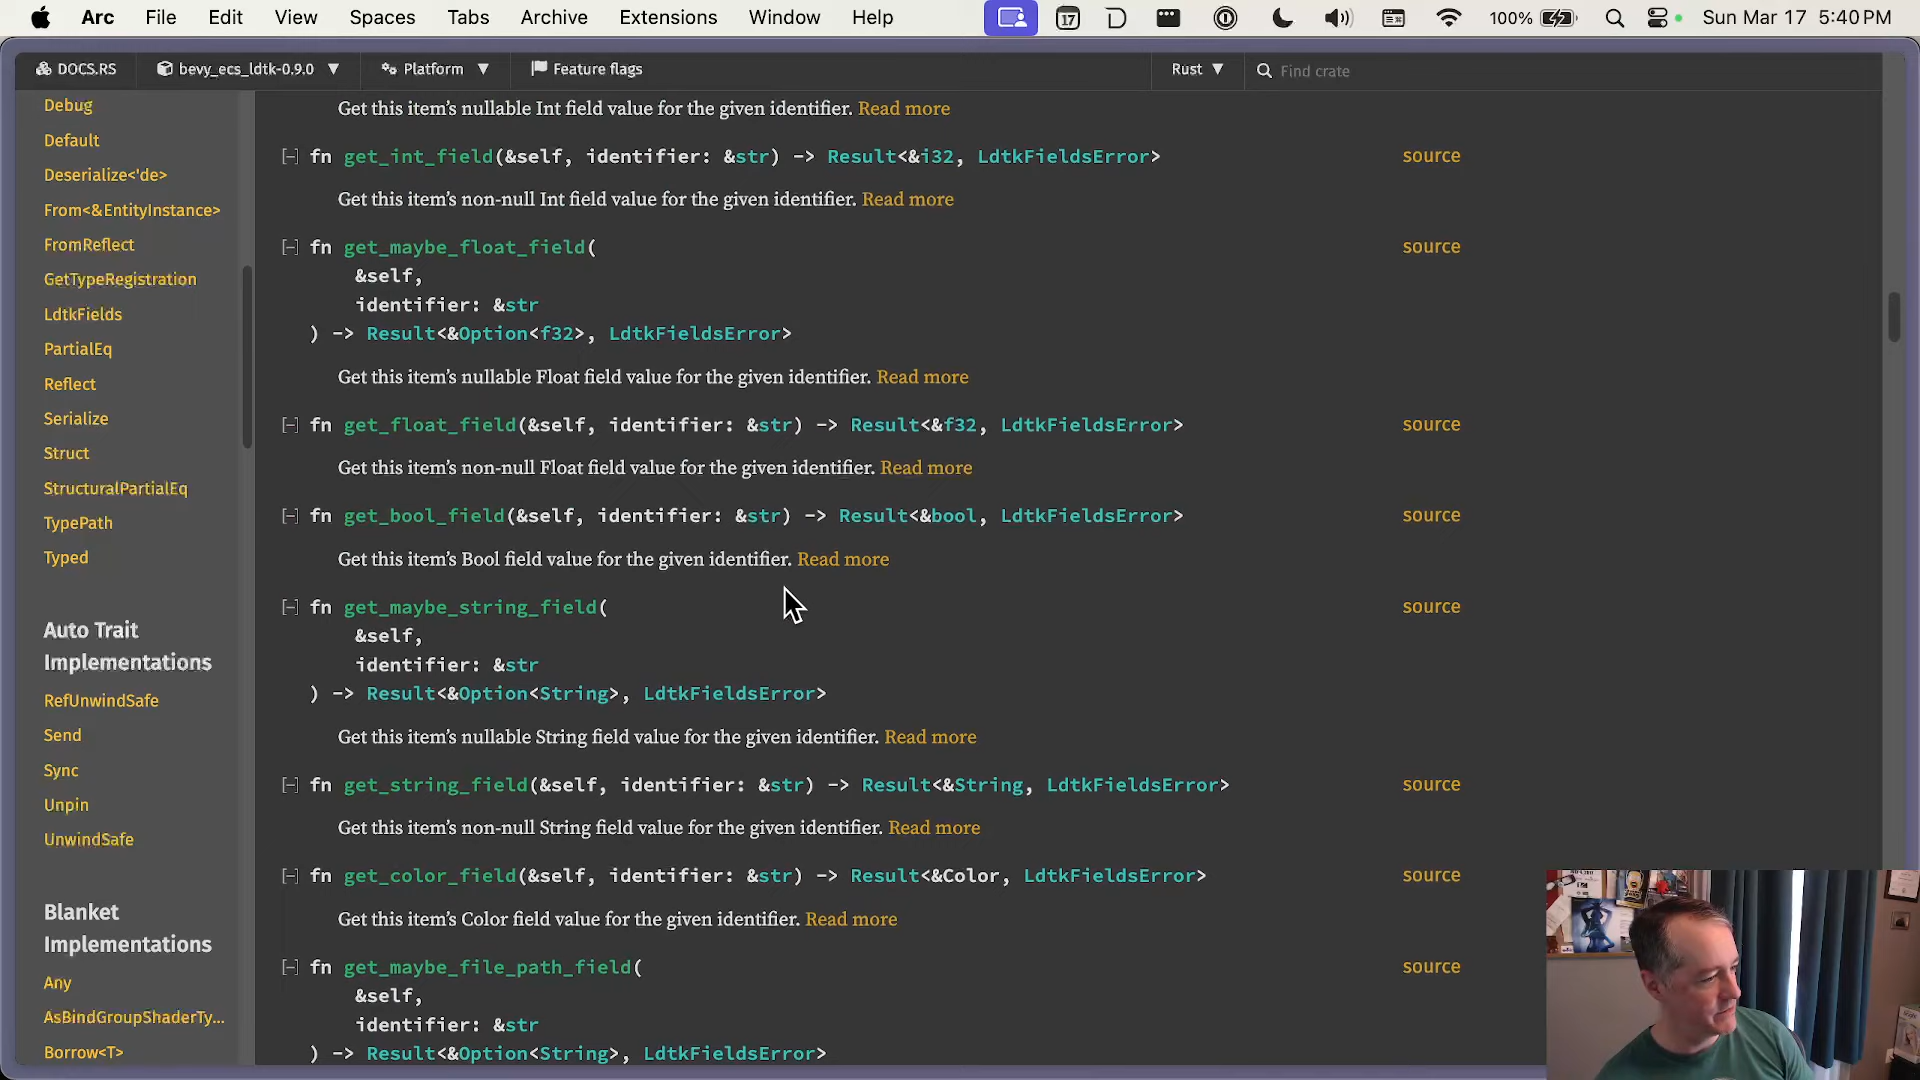 Arc File Edit View Spaces Tabs Archive Extensions Window Help 17 100% Sun Mar 17 5:40 PM
DOCS.RS bevy_ecs_ldtk-0.9.0 ▼ Platform ▼ Feature flags Rust ▼ Find crate
Debug
Default
Deserialize<'de>
From<&EntityInstance>
FromReflect
GetTypeRegistration
LdtkFields
PartialEq
Reflect
Serialize
Struct
StructuralPartialEq
TypePath
Typed
Auto Trait
Implementations
RefUnwindSafe
Send
Sync
Unpin
UnwindSafe
Blanket
Implementations
Any
AsBindGroupShaderTy...
Borrow<T>
Get this item’s nullable Int field value for the given identifier. Read more
[-] fn get_int_field(&self, identifier: &str) -> Result<&i32, LdtkFieldsError> source
Get this item’s non-null Int field value for the given identifier. Read more
[-] fn get_maybe_float_field( source
&self,
identifier: &str
) -> Result<&Option<f32>, LdtkFieldsError>
Get this item’s nullable Float field value for the given identifier. Read more
[-] fn get_float_field(&self, identifier: &str) -> Result<&f32, LdtkFieldsError> source
Get this item’s non-null Float field value for the given identifier. Read more
[-] fn get_bool_field(&self, identifier: &str) -> Result<&bool, LdtkFieldsError> source
Get this item’s Bool field value for the given identifier. Read more
[-] fn get_maybe_string_field( source
&self,
identifier: &str
) -> Result<&Option<String>, LdtkFieldsError>
Get this item’s nullable String field value for the given identifier. Read more
[-] fn get_string_field(&self, identifier: &str) -> Result<&String, LdtkFieldsError> source
Get this item’s non-null String field value for the given identifier. Read more
[-] fn get_color_field(&self, identifier: &str) -> Result<&Color, LdtkFieldsError> source
Get this item’s Color field value for the given identifier. Read more
[-] fn get_maybe_file_path_field( source
&self,
identifier: &str
) -> Result<&Option<String>, LdtkFieldsError>